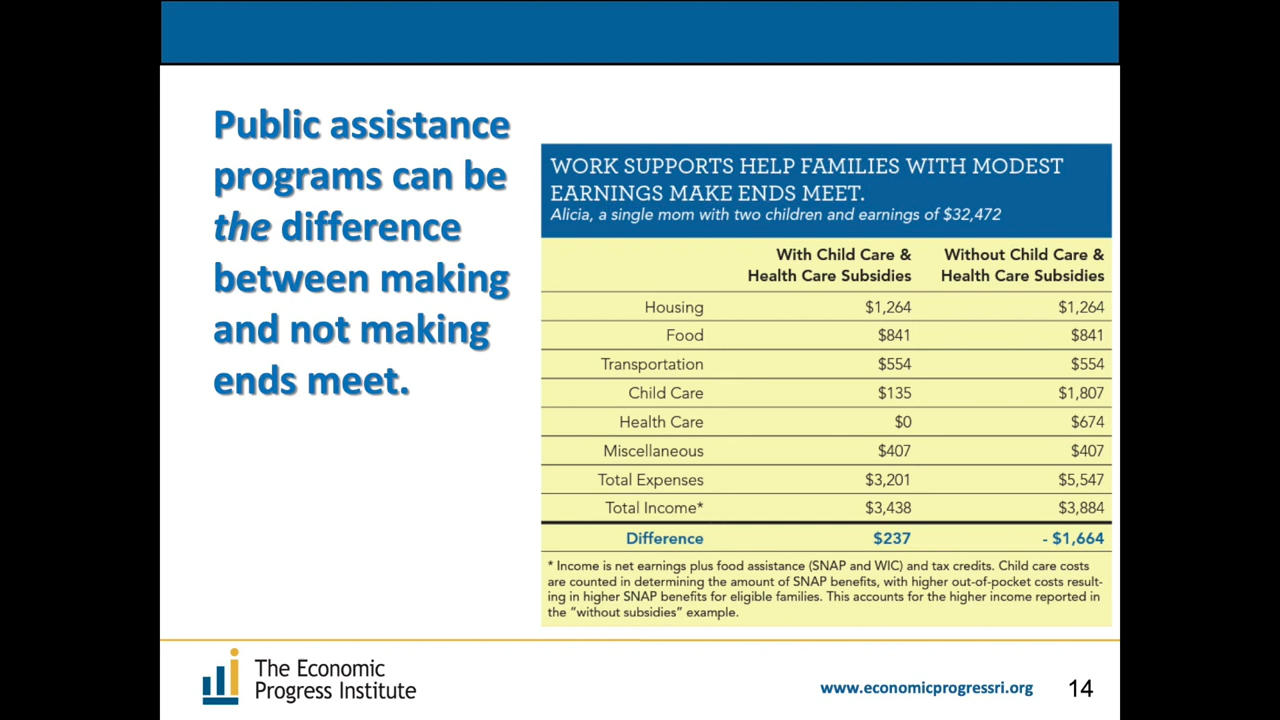 Public assistance
programs can be
the difference
between making
and not making
ends meet.
WORK SUPPORTS HELP FAMILIES WITH MODEST
EARNINGS MAKE ENDS MEET.
Alicia, a single mom with two children and earnings of $32,472
With Child Care & Without Child Care &
Health Care Subsidies Health Care Subsidies
Housing $1,264 $1,264
Food $841 $841
Transportation $554 $554
Child Care $135 $1,807
Health Care $0 $674
Miscellaneous $407 $407
Total Expenses $3,201 $5,547
Total Income* $3,438 $3,884
Difference $237 - $1,664
* Income is net earnings plus food assistance (SNAP and WIC) and tax credits. Child care costs
are counted in determining the amount of SNAP benefits, with higher out-of-pocket costs result-
ing in higher SNAP benefits for eligible families. This accounts for the higher income reported in
the "without subsidies" example.
The Economic
Progress Institute
www.economicprogressri.org 14